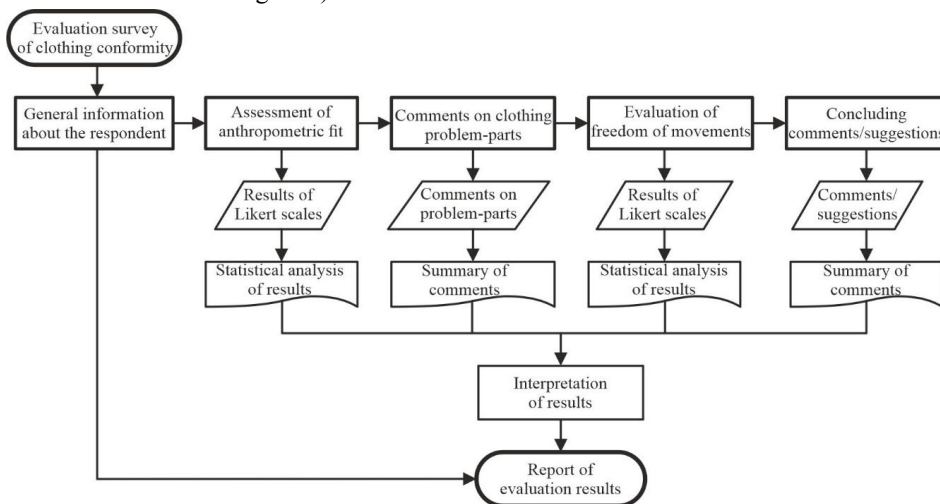 Evaluation survey
of clothing conformity
General information
about the respondent
Assessment of
anthropometric fit
Comments on clothing
problem-parts
Evaluation of
freedom of movements
Concluding
comments/suggestions
Results of
Likert scales
Comments on
problem-parts
Results of
Likert scales
Comments/
suggestions
Statistical analysis
of results
Summary of
comments
Statistical analysis
of results
Summary of
comments
Interpretation
of results
Report of
evaluation results